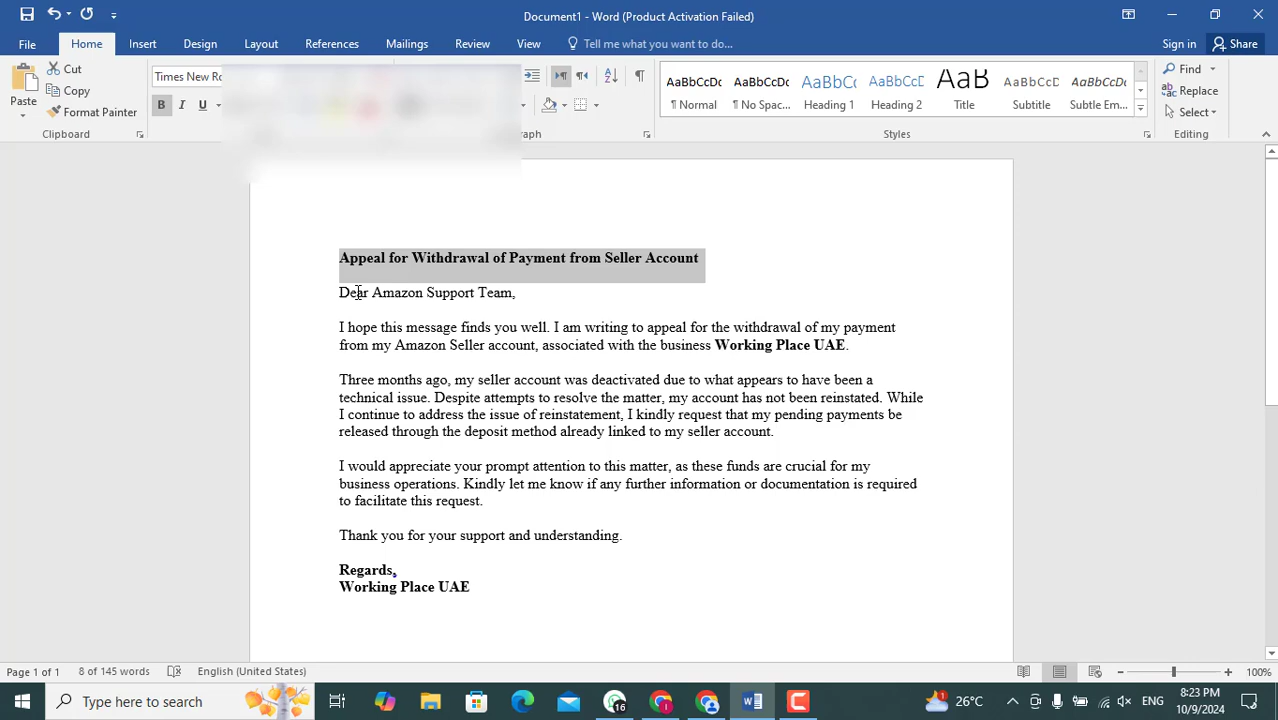 Document1 - Word (Product Activation Failed)
File Home Insert Design Layout References Mailings Review View Tell me what you want to do... Sign in Share
Paste
Cut
Copy
Format Painter
Clipboard
Times New Ro
B I U
AaBbCcDc AaBbCcDc AaBbCc AaBbCcD AaB AaBbCcD AaBbCcDc
¶ Normal ¶ No Spac... Heading 1 Heading 2 Title Subtitle Subtle Em...
Styles
Find
Replace
Select
Editing
Appeal for Withdrawal of Payment from Seller Account
Dear Amazon Support Team,
I hope this message finds you well. I am writing to appeal for the withdrawal of my payment
from my Amazon Seller account, associated with the business Working Place UAE.
Three months ago, my seller account was deactivated due to what appears to have been a
technical issue. Despite attempts to resolve the matter, my account has not been reinstated. While
I continue to address the issue of reinstatement, I kindly request that my pending payments be
released through the deposit method already linked to my seller account.
I would appreciate your prompt attention to this matter, as these funds are crucial for my
business operations. Kindly let me know if any further information or documentation is required
to facilitate this request.
Thank you for your support and understanding.
Regards,
Working Place UAE
Page 1 of 1 8 of 145 words English (United States) 100%
Type here to search
16
1
26°C
ENG
8:23 PM
10/9/2024